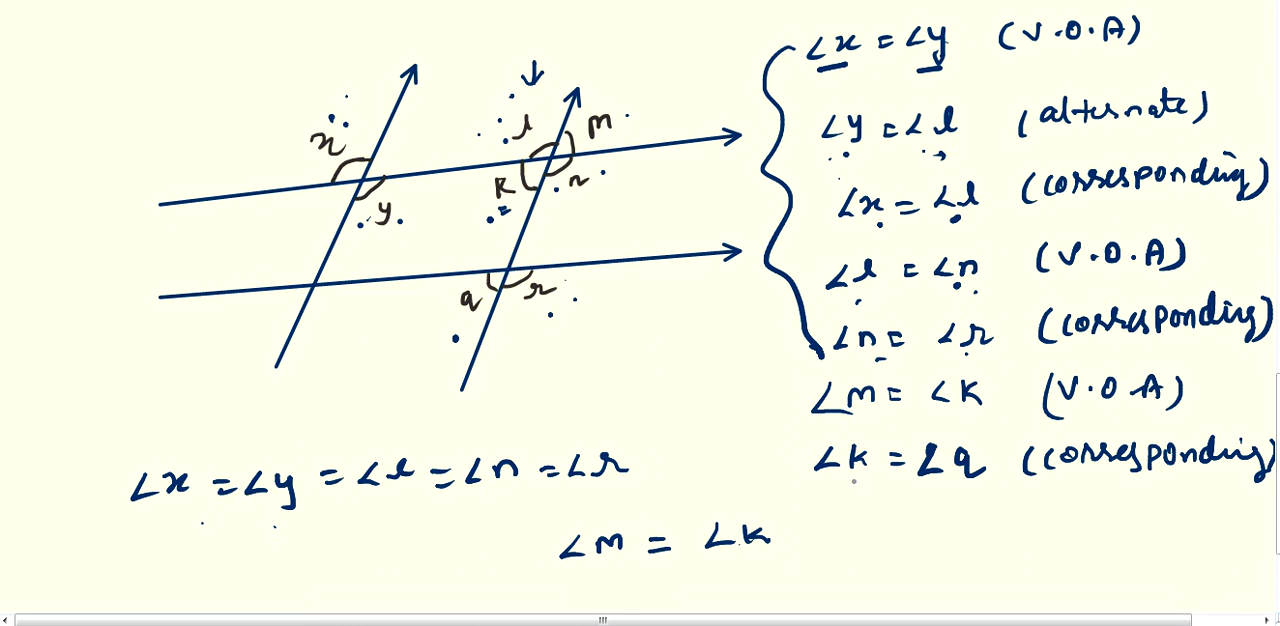 ∠x = ∠y (V.O.A)
∠y = ∠l (alternate)
∠x = ∠l (corresponding)
∠l = ∠n (V.O.A)
∠n = ∠r (corresponding)
∠m = ∠k (V.O.A)
∠k = ∠q (corresponding)
x
l
m
y
k
n
q
r
∠x = ∠y = ∠l = ∠n = ∠r
∠m = ∠k